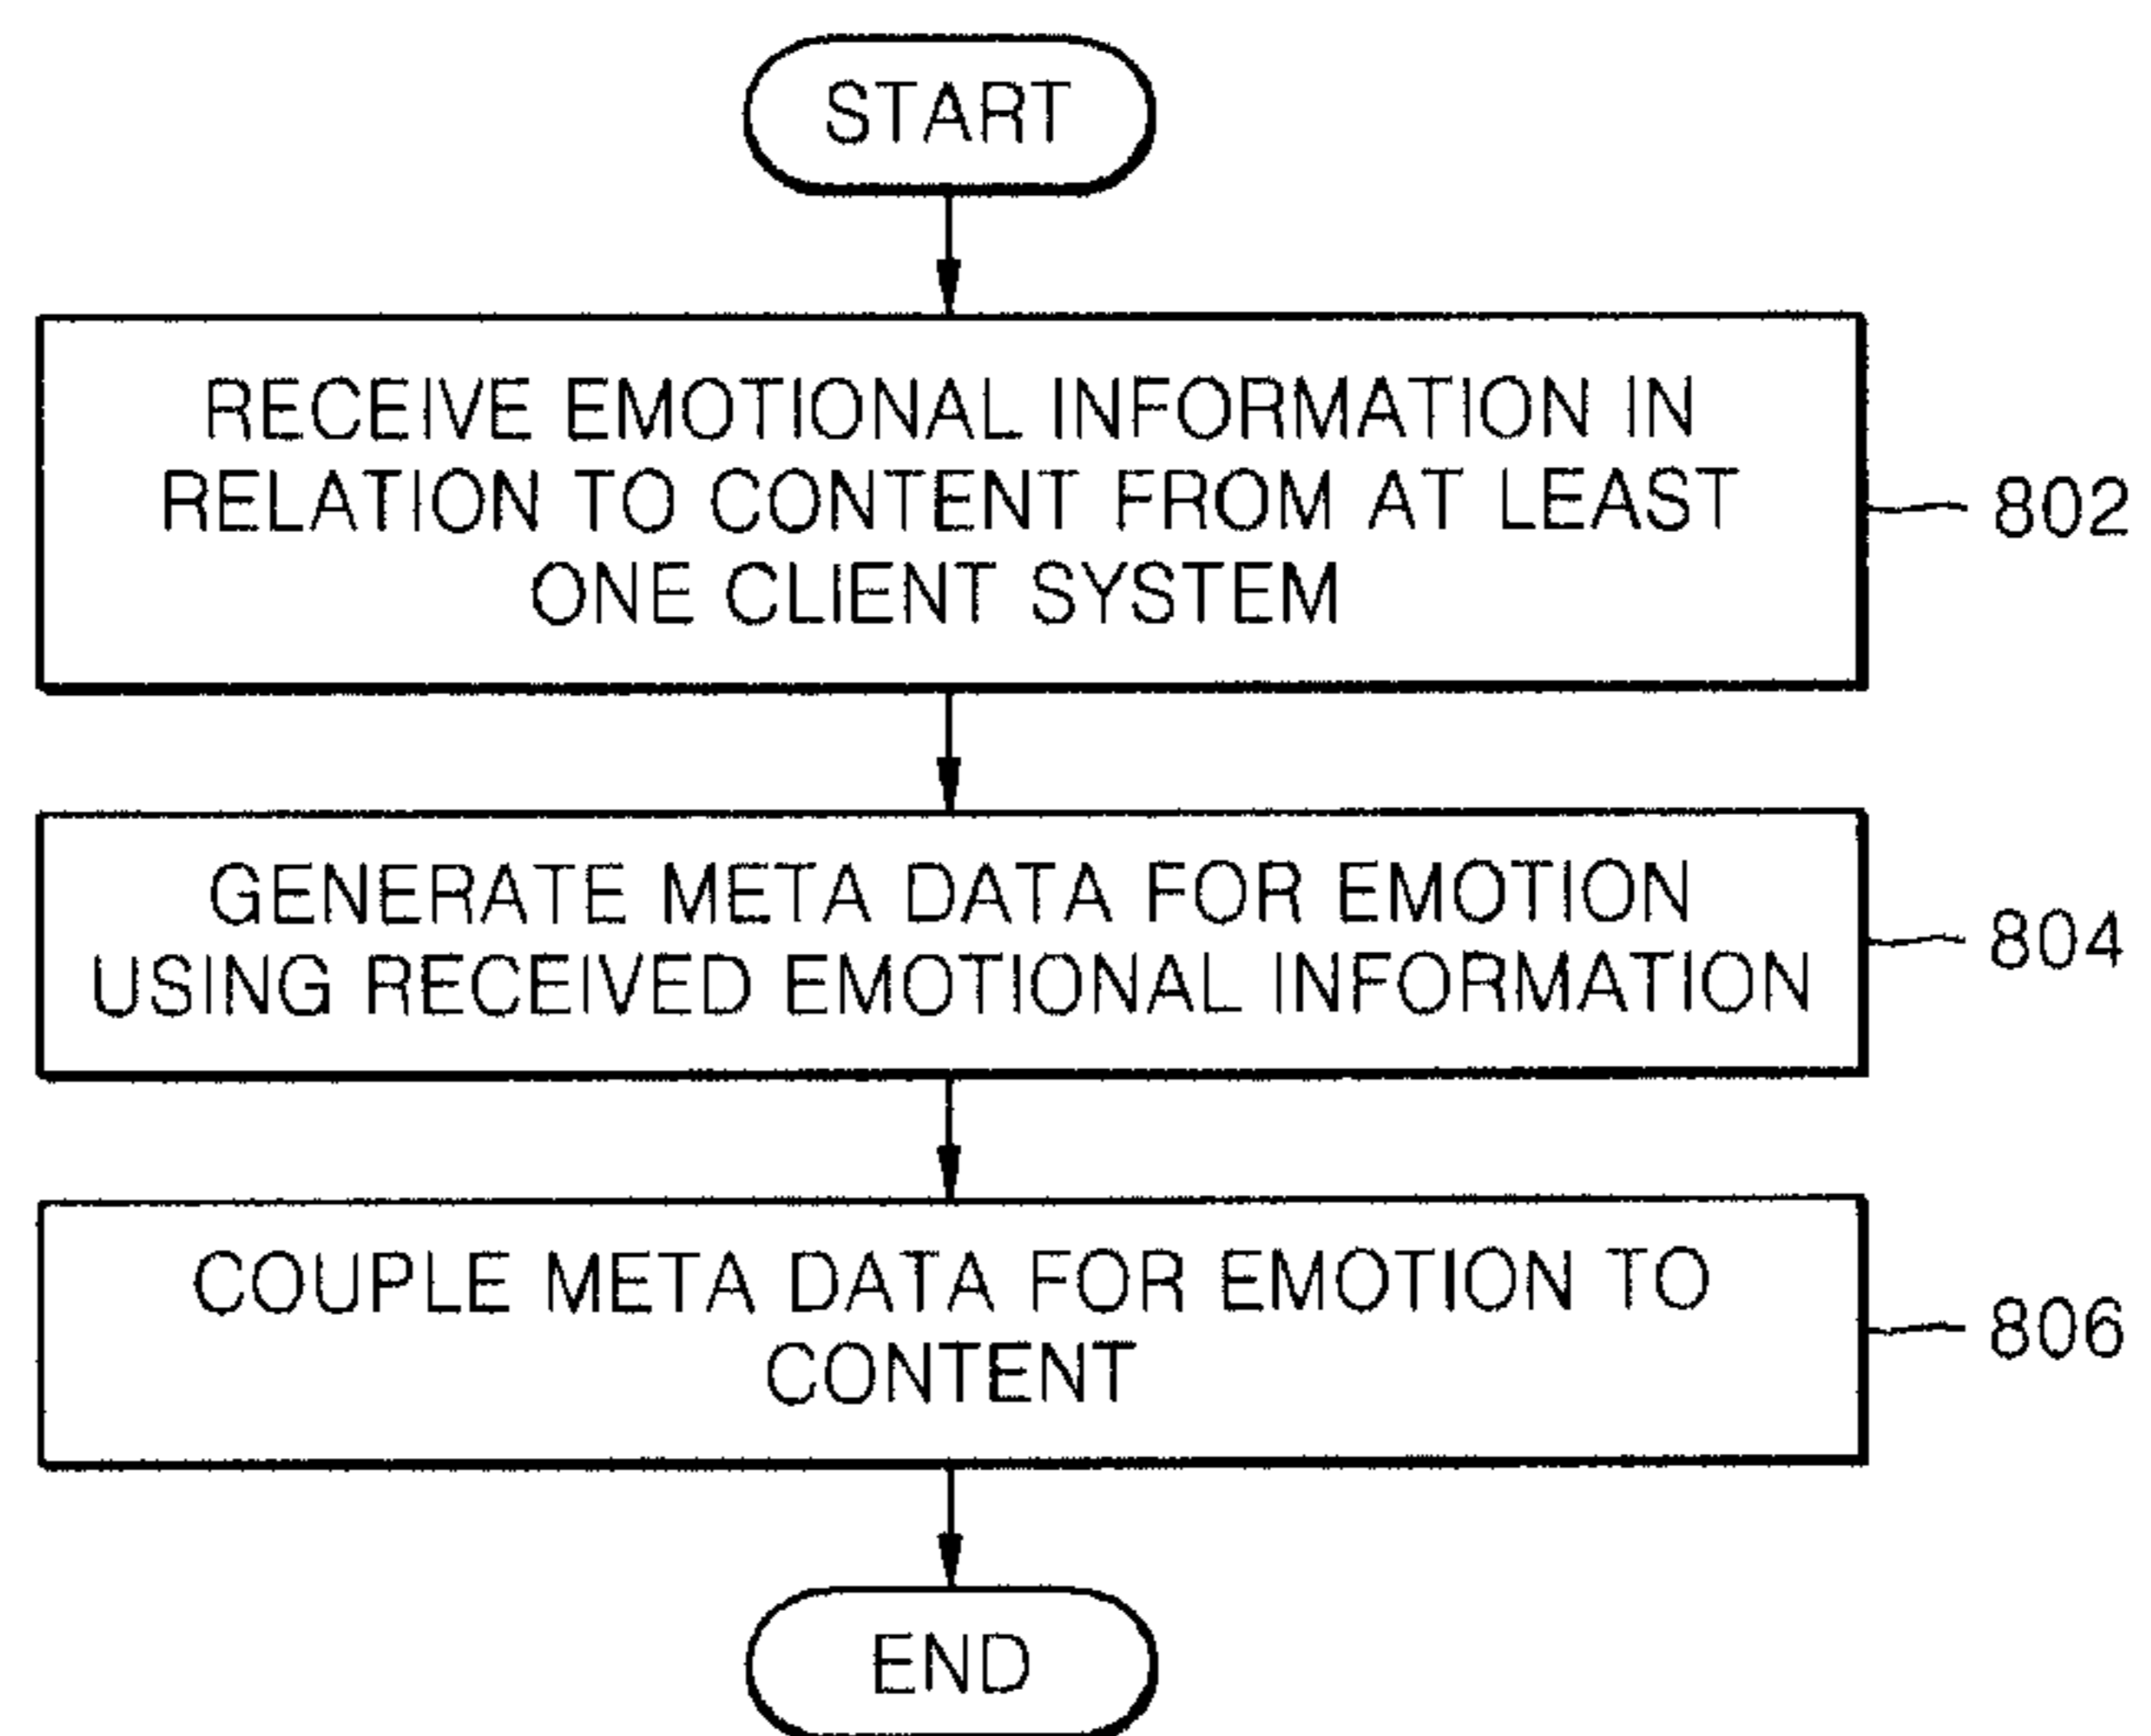 START
RECEIVE EMOTIONAL INFORMATION IN
RELATION TO CONTENT FROM AT LEAST
ONE CLIENT SYSTEM
802
GENERATE META DATA FOR EMOTION
USING RECEIVED EMOTIONAL INFORMATION
804
COUPLE META DATA FOR EMOTION TO
CONTENT
806
END